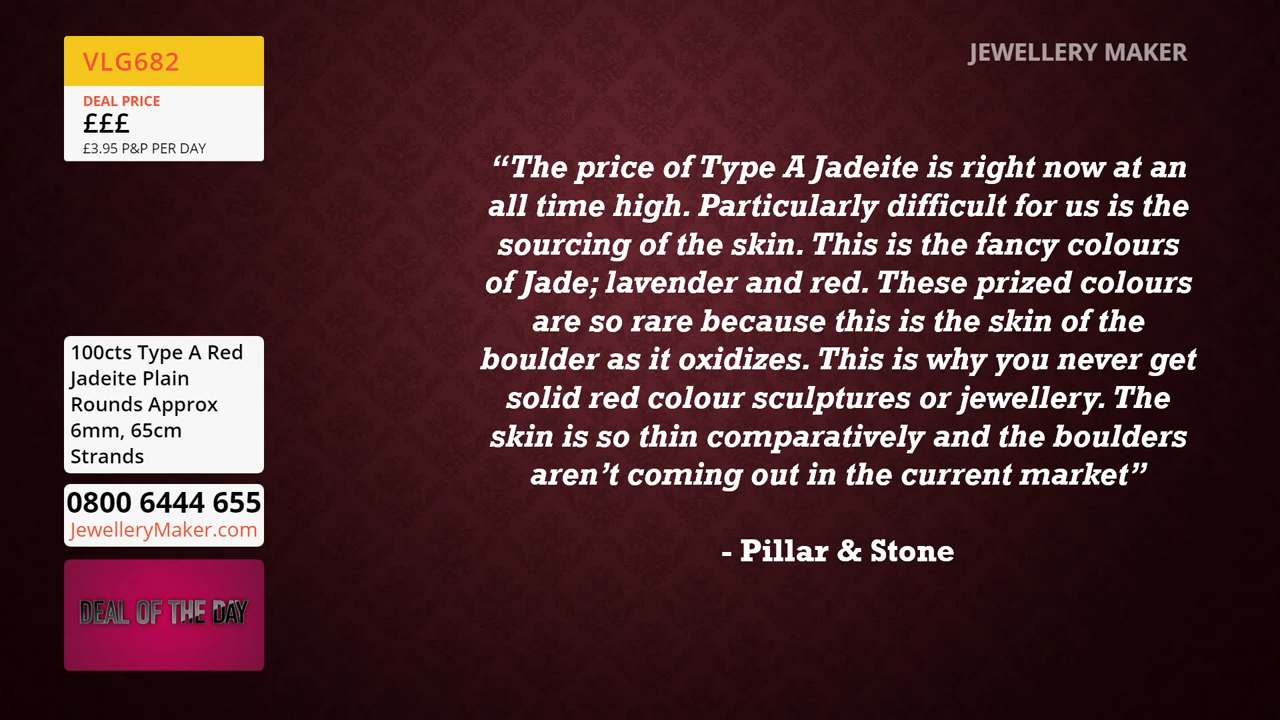 VLG682
DEAL PRICE
£££
£3.95 P&P PER DAY
JEWELLERY MAKER
“The price of Type A Jadeite is right now at an
all time high. Particularly difficult for us is the
sourcing of the skin. This is the fancy colours
of Jade; lavender and red. These prized colours
are so rare because this is the skin of the
boulder as it oxidizes. This is why you never get
solid red colour sculptures or jewellery. The
skin is so thin comparatively and the boulders
aren’t coming out in the current market”
- Pillar & Stone
100cts Type A Red
Jadeite Plain
Rounds Approx
6mm, 65cm
Strands
0800 6444 655
JewelleryMaker.com
DEAL OF THE DAY